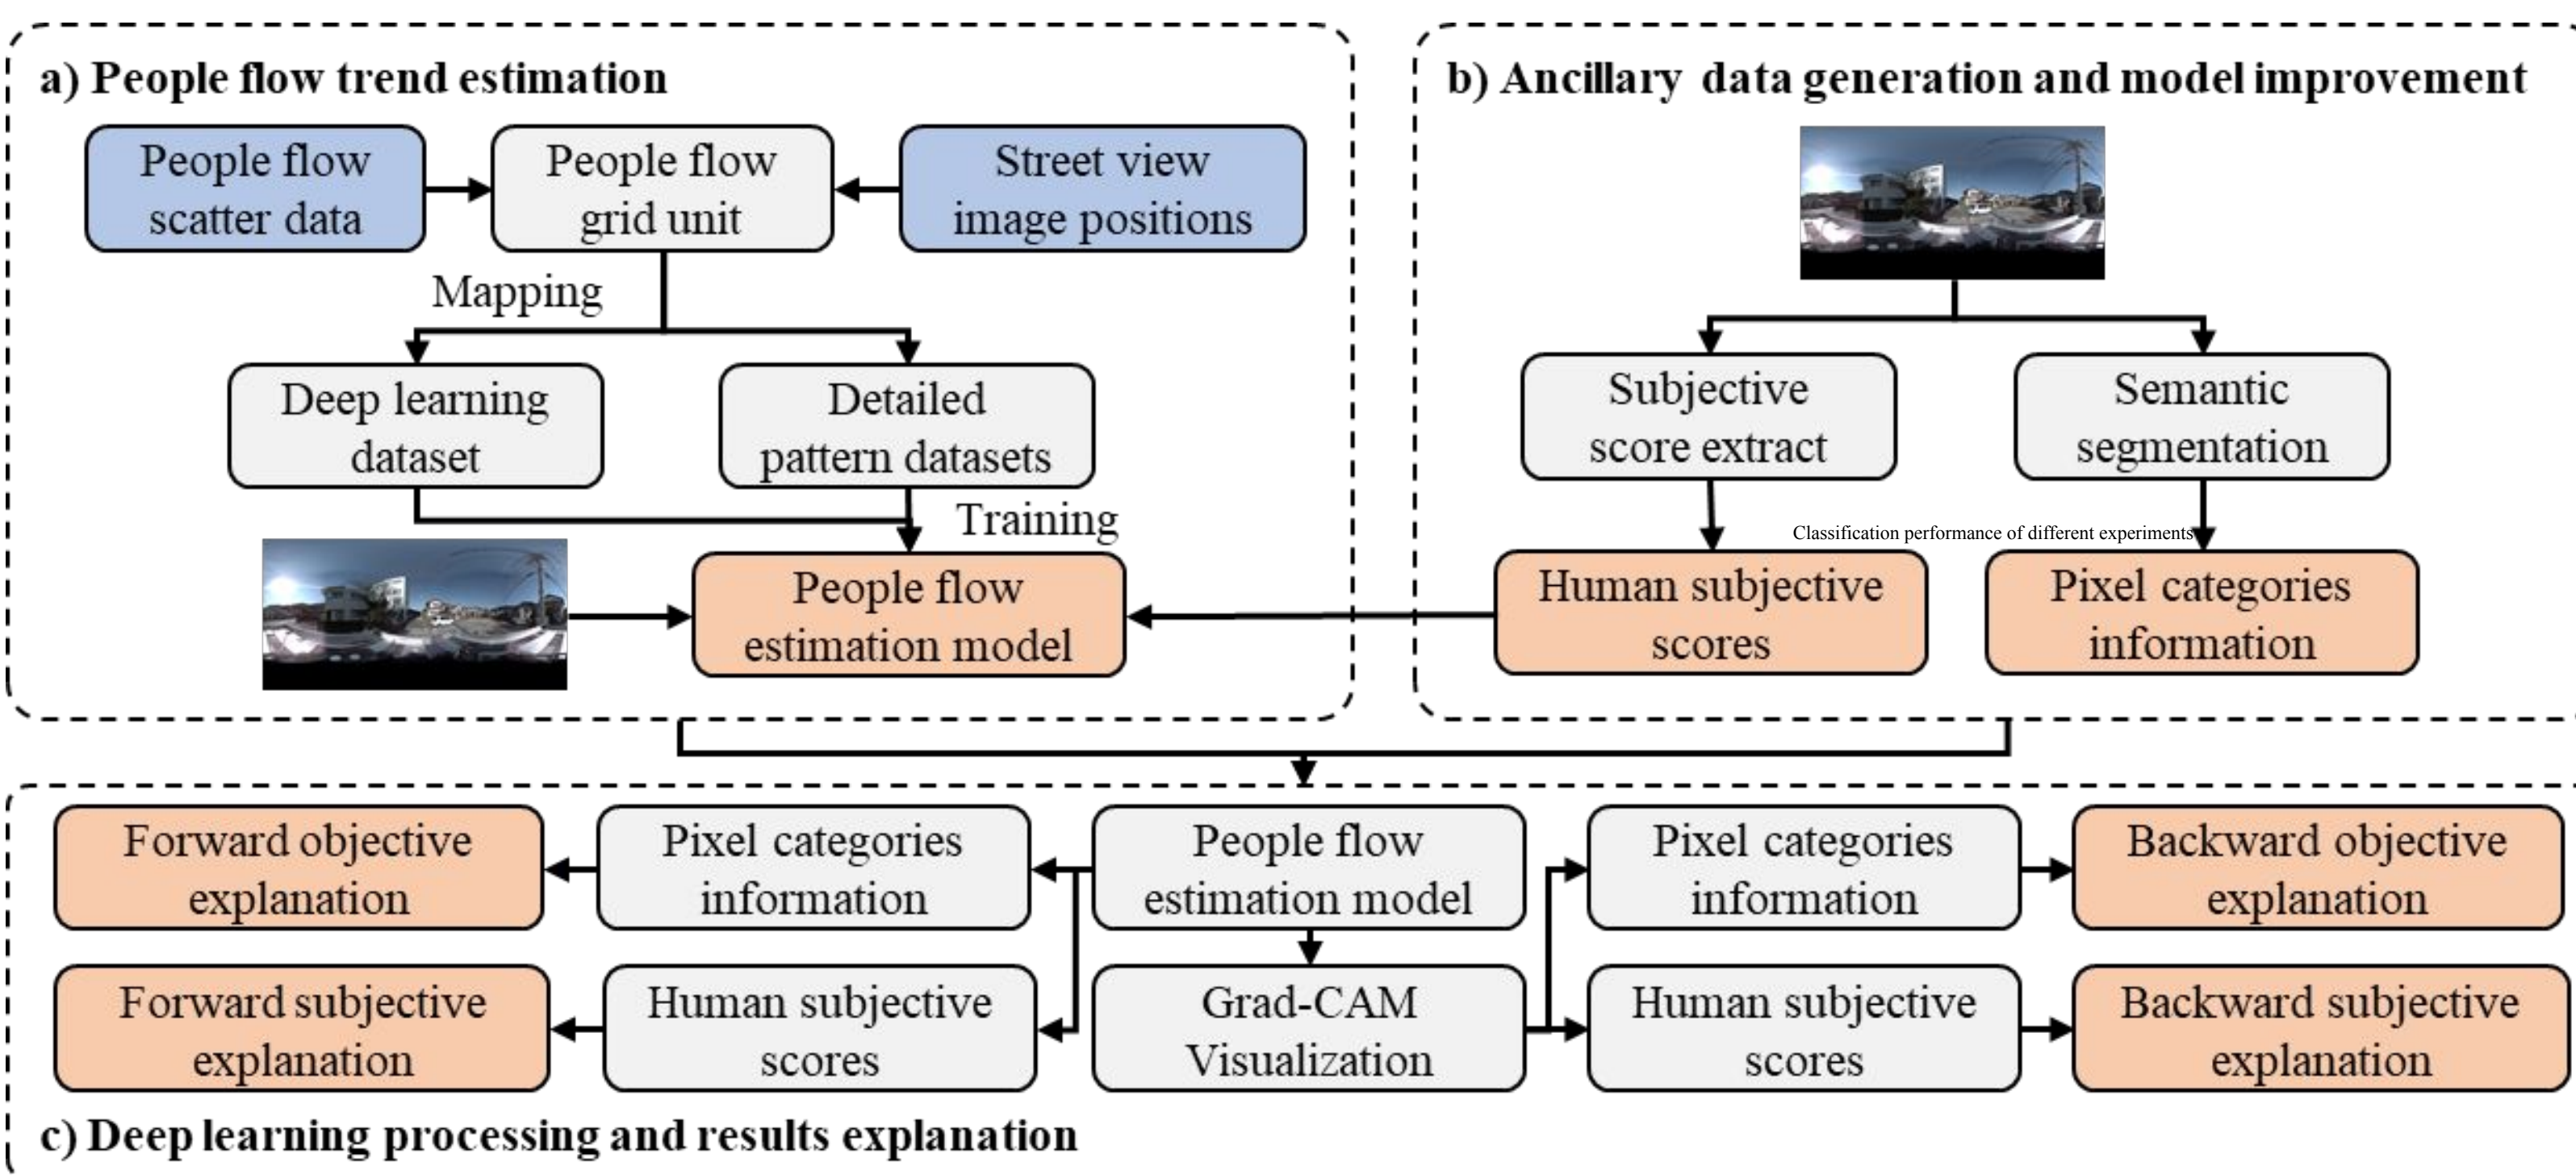 a) People flow trend estimation
People flow
scatter data
People flow
grid unit
Street view
image positions
Mapping
Deep learning
dataset
Detailed
pattern datasets
Training
People flow
estimation model
b) Ancillary data generation and model improvement
Subjective
score extract
Semantic
segmentation
Classification performance of different experiments
Human subjective
scores
Pixel categories
information
Forward objective
explanation
Pixel categories
information
People flow
estimation model
Pixel categories
information
Backward objective
explanation
Forward subjective
explanation
Human subjective
scores
Grad-CAM
Visualization
Human subjective
scores
Backward subjective
explanation
c) Deep learning processing and results explanation